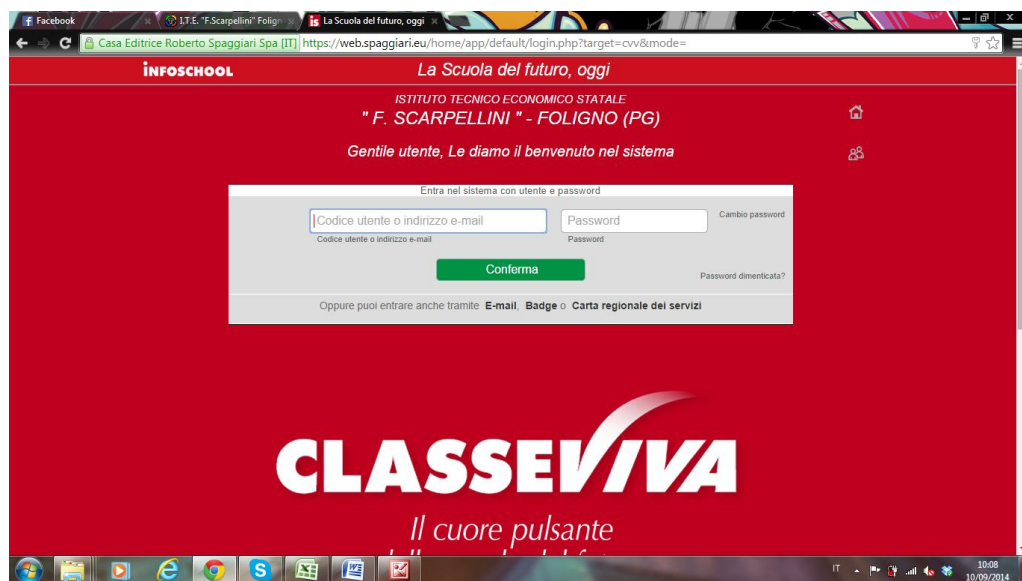 Facebook
I.T.E. "F.Scarpellini" Folign
La Scuola del futuro, oggi
Casa Editrice Roberto Spaggiari Spa [IT] https://web.spaggiari.eu/home/app/default/login.php?target=cvv&mode=
INFOSCHOOL
La Scuola del futuro, oggi
ISTITUTO TECNICO ECONOMICO STATALE
" F. SCARPELLINI " - FOLIGNO (PG)
Gentile utente, Le diamo il benvenuto nel sistema
Entra nel sistema con utente e password
Codice utente o indirizzo e-mail
Password
Cambio password
Codice utente o indirizzo e-mail
Password
Conferma
Password dimenticata?
Oppure puoi entrare anche tramite E-mail, Badge o Carta regionale dei servizi
CLASSEVIVA
Il cuore pulsante
IT
10:08
10/09/2014